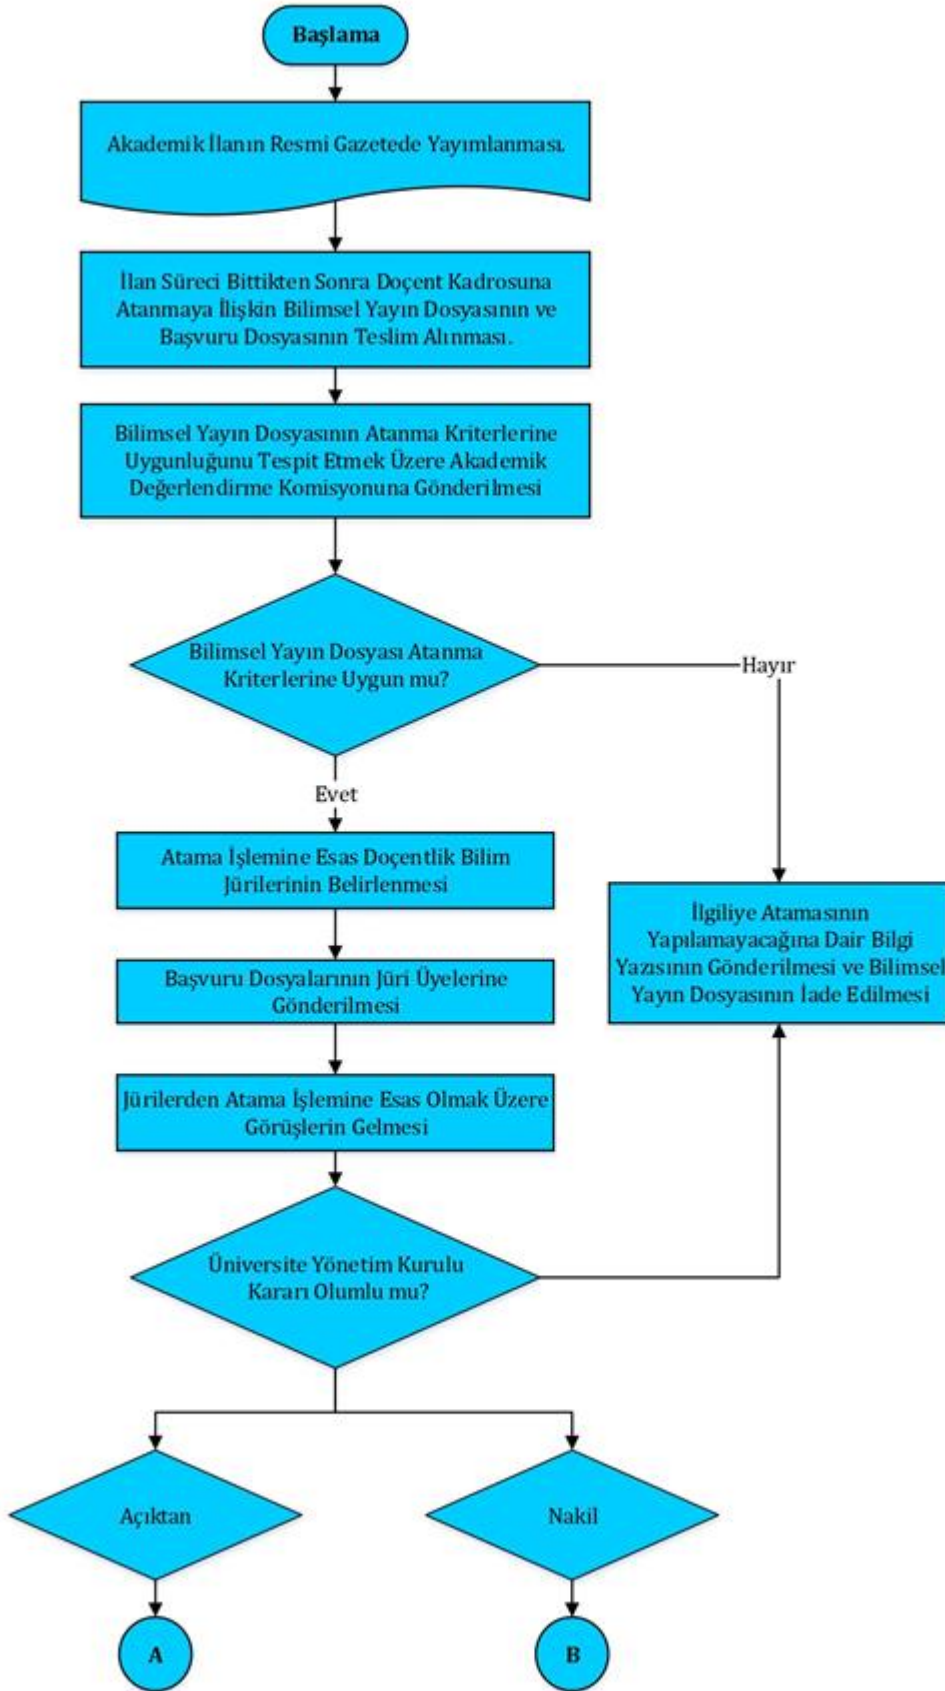 Başlama
Akademik İlanın Resmi Gazetede Yayımlanması.
İlan Süreci Bittikten Sonra Doçent Kadrosuna
Atanmaya İlişkin Bilimsel Yayın Dosyasının ve
Başvuru Dosyasının Teslim Alınması.
Bilimsel Yayın Dosyasının Atanma Kriterlerine
Uygunluğunu Tespit Etmek Üzere Akademik
Değerlendirme Komisyonuna Gönderilmesi
Bilimsel Yayın Dosyası Atanma
Kriterlerine Uygun mu?
Hayır
Evet
Atama İşlemine Esas Doçentlik Bilim
Jürilerinin Belirlenmesi
İlgiliye Atamasının
Yapılamayacağına Dair Bilgi
Yazısının Gönderilmesi ve Bilimsel
Yayın Dosyasının İade Edilmesi
Başvuru Dosyalarının Jüri Üyelerine
Gönderilmesi
Jürilerden Atama İşlemine Esas Olmak Üzere
Görüşlerin Gelmesi
Üniversite Yönetim Kurulu
Kararı Olumlu mu?
Açıktan
Nakil
A
B